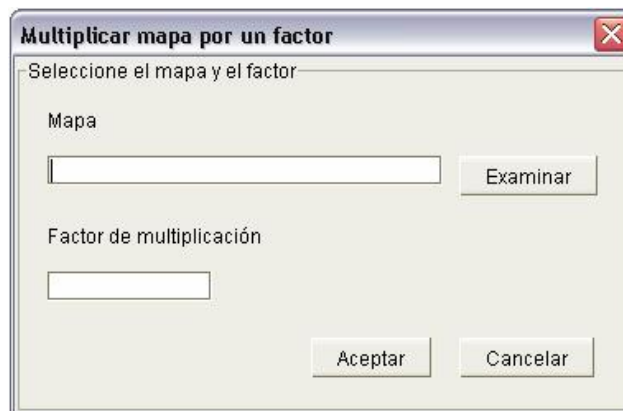 Multiplicar mapa por un factor
Seleccione el mapa y el factor
Mapa
Examinar
Factor de multiplicación
Aceptar Cancelar